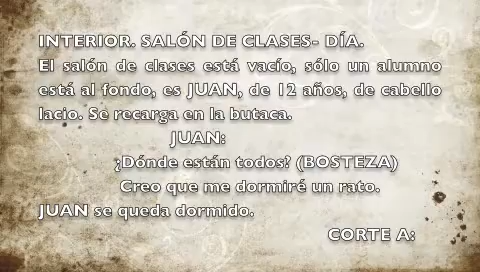 INTERIOR. SALÓN DE CLASES- DÍA.
El salón de clases está vacío, sólo un alumno
está al fondo, es JUAN, de 12 años, de cabello
lacio. Se recarga en la butaca.
JUAN:
¿Dónde están todos? (BOSTEZA)
Creo que me dormiré un rato.
JUAN se queda dormido.
CORTE A: